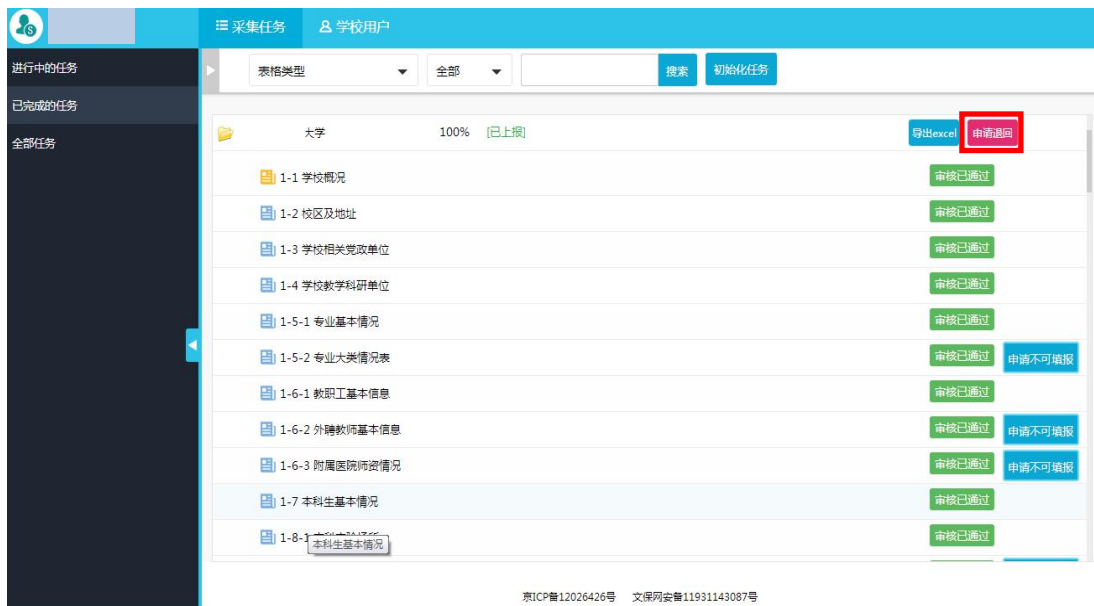 采集任务 学校用户
进行中的任务
已完成的任务
全部任务
表格类型 全部 搜索 初始化任务
大学 100% [已上报] 导出excel 申请退回
1-1 学校概况 审核已通过
1-2 校区及地址 审核已通过
1-3 学校相关党政单位 审核已通过
1-4 学校教学科研单位 审核已通过
1-5-1 专业基本情况 审核已通过
1-5-2 专业大类情况表 审核已通过 申请不可填报
1-6-1 教职工基本信息 审核已通过
1-6-2 外聘教师基本信息 审核已通过 申请不可填报
1-6-3 附属医院师资情况 审核已通过 申请不可填报
1-7 本科生基本情况 审核已通过
1-8-1 审核已通过
本科生基本情况
京ICP备12026426号 文保网安备11931143087号